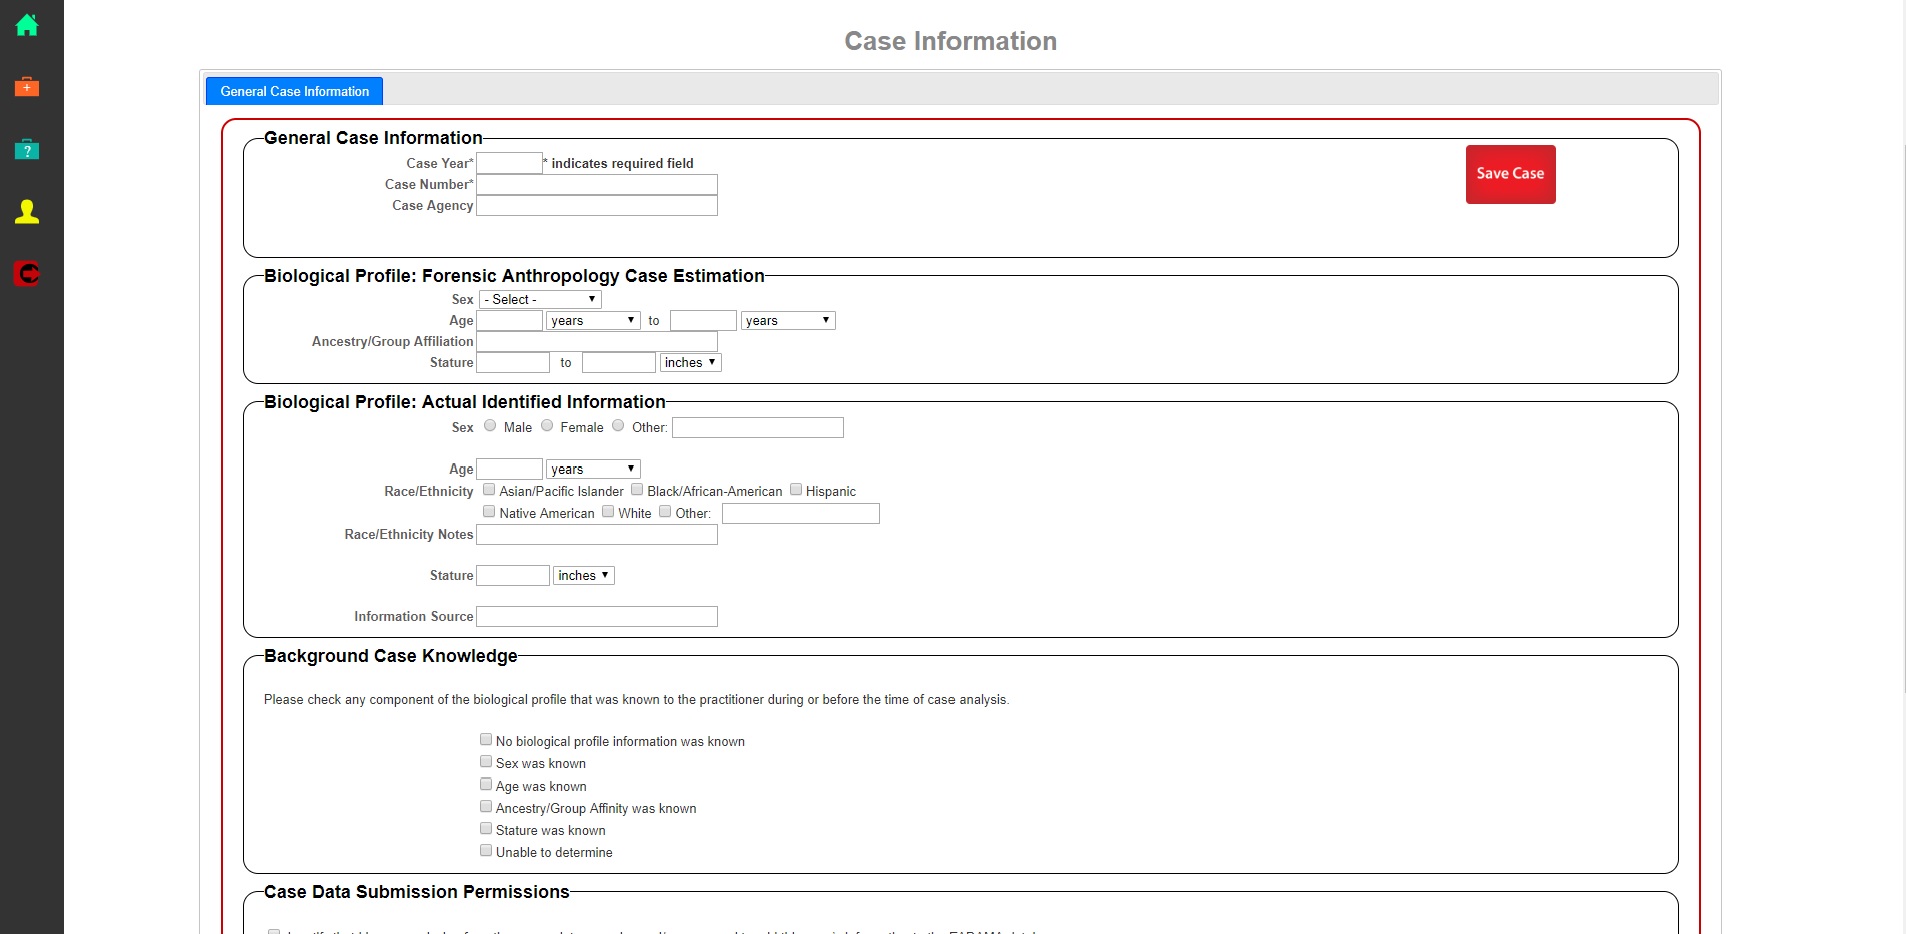 Case Information
General Case Information
General Case Information
Case Year* * indicates required field
Save Case
Case Number*
Case Agency
Biological Profile: Forensic Anthropology Case Estimation
Sex - Select -
Age years to years
Ancestry/Group Affiliation
Stature to inches
Biological Profile: Actual Identified Information
Sex Male Female Other:
Age years
Race/Ethnicity Asian/Pacific Islander Black/African-American Hispanic
Native American White Other:
Race/Ethnicity Notes
Stature inches
Information Source
Background Case Knowledge
Please check any component of the biological profile that was known to the practitioner during or before the time of case analysis.
No biological profile information was known
Sex was known
Age was known
Ancestry/Group Affinity was known
Stature was known
Unable to determine
Case Data Submission Permissions